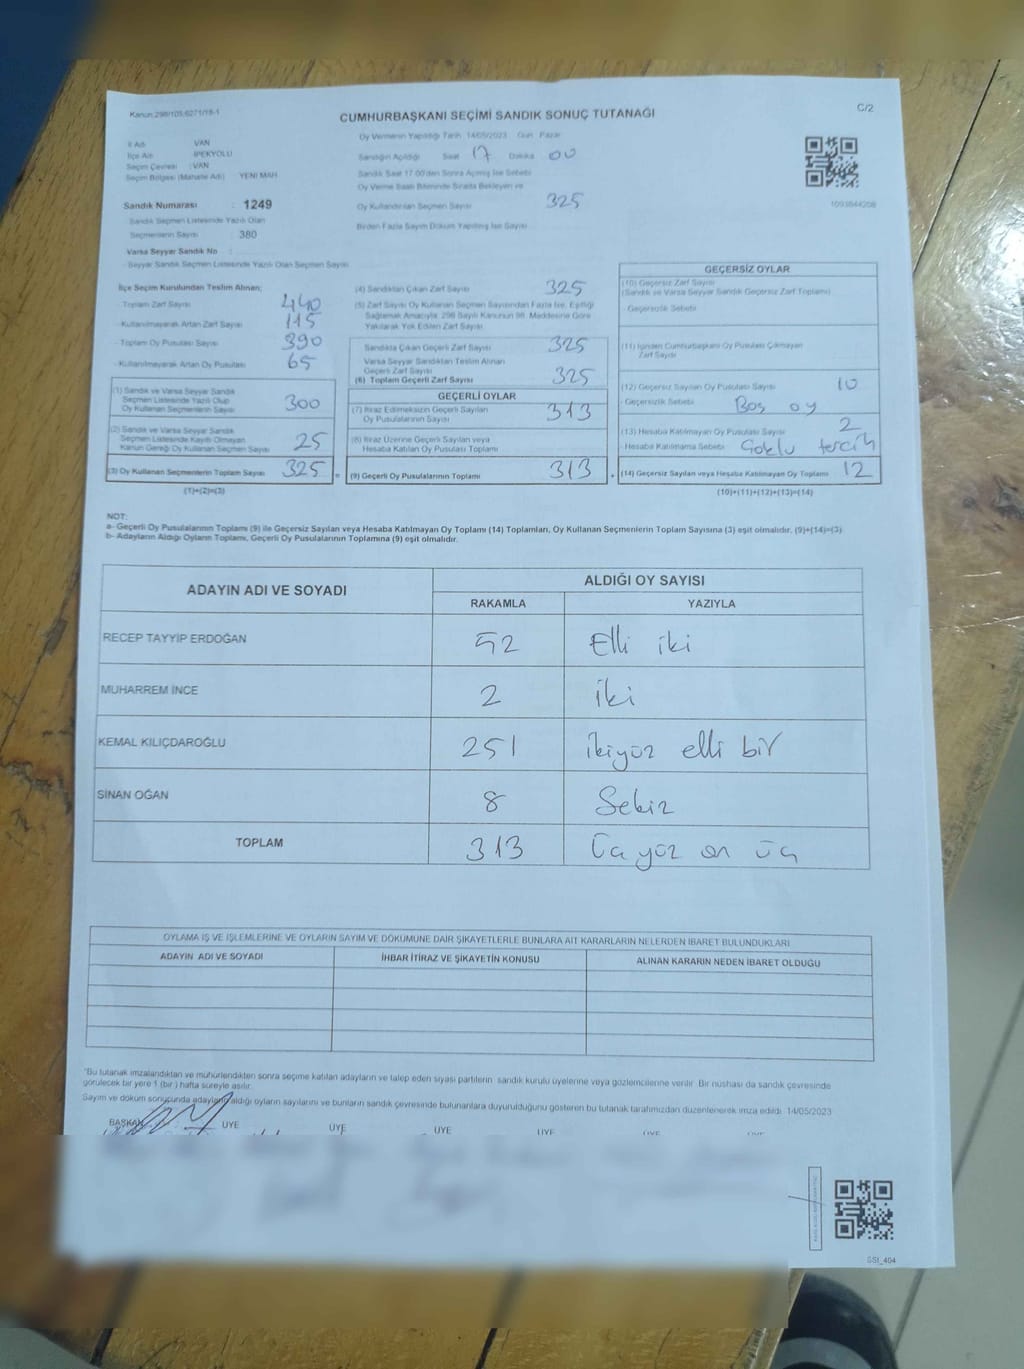 Kanun:298/103;6271/18-1
C/2
CUMHURBAŞKANI SEÇİMİ SANDIK SONUÇ TUTANAĞI
İl Adı : VAN
İlçe Adı : İPEKYOLU
Seçim Çevresi : VAN
Seçim Bölgesi (Mahalle Adı) : YENİ MAH
Sandık Numarası : 1249
Sandık Seçmen Listesinde Yazılı Olan
Seçmenlerin Sayısı : 380
Varsa Seyyar Sandık No :
Seyyar Sandık Seçmen Listesinde Yazılı Olan Seçmen Sayısı
Oy Vermenin Yapıldığı Tarih 14/05/2023 Gün Pazar
Sandığın Açıldığı Saat 17 Dakika 00
Sandık Saat 17:00'den Sonra Açılmış İse Sebebi
Oy Verme Saati Bitiminde Sırada Bekleyen ve
Oy Kullandırılan Seçmen Sayısı 325
Birden Fazla Sayım Döküm Yapılmış İse Sayısı
1093844208
İlçe Seçim Kurulundan Teslim Alınan;
- Toplam Zarf Sayısı 440
- Kullanılmayarak Artan Zarf Sayısı 115
- Toplam Oy Pusulası Sayısı 390
- Kullanılmayarak Artan Oy Pusulası 65
(1) Sandık ve Varsa Seyyar Sandık
Seçmen Listesinde Yazılı Olup
Oy Kullanan Seçmenlerin Sayısı 300
(2) Sandık ve Varsa Seyyar Sandık
Seçmen Listesinde Kayıtlı Olmayan
Kanun Gereği Oy Kullanan Seçmen Sayısı 25
(3) Oy Kullanan Seçmenlerin Toplam Sayısı 325 =
(1)+(2)=(3)
(4) Sandıktan Çıkan Zarf Sayısı 325
(5) Zarf Sayısı Oy Kullanan Seçmen Sayısından Fazla İse, Eşitliği
Sağlamak Amacıyla 298 Sayılı Kanunun 98. Maddesine Göre
Yakılarak Yok Edilen Zarf Sayısı
Sandıkta Çıkan Geçerli Zarf Sayısı 325
Varsa Seyyar Sandıktan Teslim Alınan
Geçerli Zarf Sayısı
(6) Toplam Geçerli Zarf Sayısı 325
GEÇERLİ OYLAR
(7) İtiraz Edilmeksizin Geçerli Sayılan
Oy Pusulalarının Sayısı 313
(8) İtiraz Üzerine Geçerli Sayılan veya
Hesaba Katılan Oy Pusulası Toplamı
(9) Geçerli Oy Pusulalarının Toplamı 313 +
GEÇERSİZ OYLAR
(10) Geçersiz Zarf Sayısı
(Sandık ve Varsa Seyyar Sandık Geçersiz Zarf Toplamı)
- Geçersizlik Sebebi
(11) İçinden Cumhurbaşkanı Oy Pusulası Çıkmayan
Zarf Sayısı
(12) Geçersiz Sayılan Oy Pusulası Sayısı 10
- Geçersizlik Sebebi Boş oy
(13) Hesaba Katılmayan Oy Pusulası Sayısı 2
- Hesaba Katılmama Sebebi Çoklu tercih
(14) Geçersiz Sayılan veya Hesaba Katılmayan Oy Toplamı 12
(10)+(11)+(12)+(13)=(14)
NOT:
a- Geçerli Oy Pusulalarının Toplamı (9) ile Geçersiz Sayılan veya Hesaba Katılmayan Oy Toplamı (14) Toplamları, Oy Kullanan Seçmenlerin Toplam Sayısına (3) eşit olmalıdır. (9)+(14)=(3)
b- Adayların Aldığı Oyların Toplamı, Geçerli Oy Pusulalarının Toplamına (9) eşit olmalıdır.
ADAYIN ADI VE SOYADI
ALDIĞI OY SAYISI
RAKAMLA YAZIYLA
RECEP TAYYİP ERDOĞAN 52 Elli iki
MUHARREM İNCE 2 iki
KEMAL KILIÇDAROĞLU 251 ikiyüz elli bir
SİNAN OĞAN 8 Sekiz
TOPLAM 313 Üç yüz on üç
OYLAMA İŞ VE İŞLEMLERİNE VE OYLARIN SAYIM VE DÖKÜMÜNE DAİR ŞİKAYETLERLE BUNLARA AİT KARARLARIN NELERDEN İBARET BULUNDUKLARI
ADAYIN ADI VE SOYADI İHBAR İTİRAZ VE ŞİKAYETİN KONUSU ALINAN KARARIN NEDEN İBARET OLDUĞU
*Bu tutanak imzalandıktan ve mühürlendikten sonra seçime katılan adayların ve talep eden siyasi partilerin sandık kurulu üyelerine veya gözlemcilerine verilir. Bir nüshası da sandık çevresinde
görülecek bir yere 1 (bir ) hafta süreyle asılır.
Sayım ve döküm sonucunda adayların aldığı oyların sayılarını ve bunların sandık çevresinde bulunanlara duyurulduğunu gösteren bu tutanak tarafımızdan düzenlenerek imza edildi. 14/05/2023
BAŞKAN ÜYE ÜYE ÜYE ÜYE ÜYE ÜYE
SSI_404